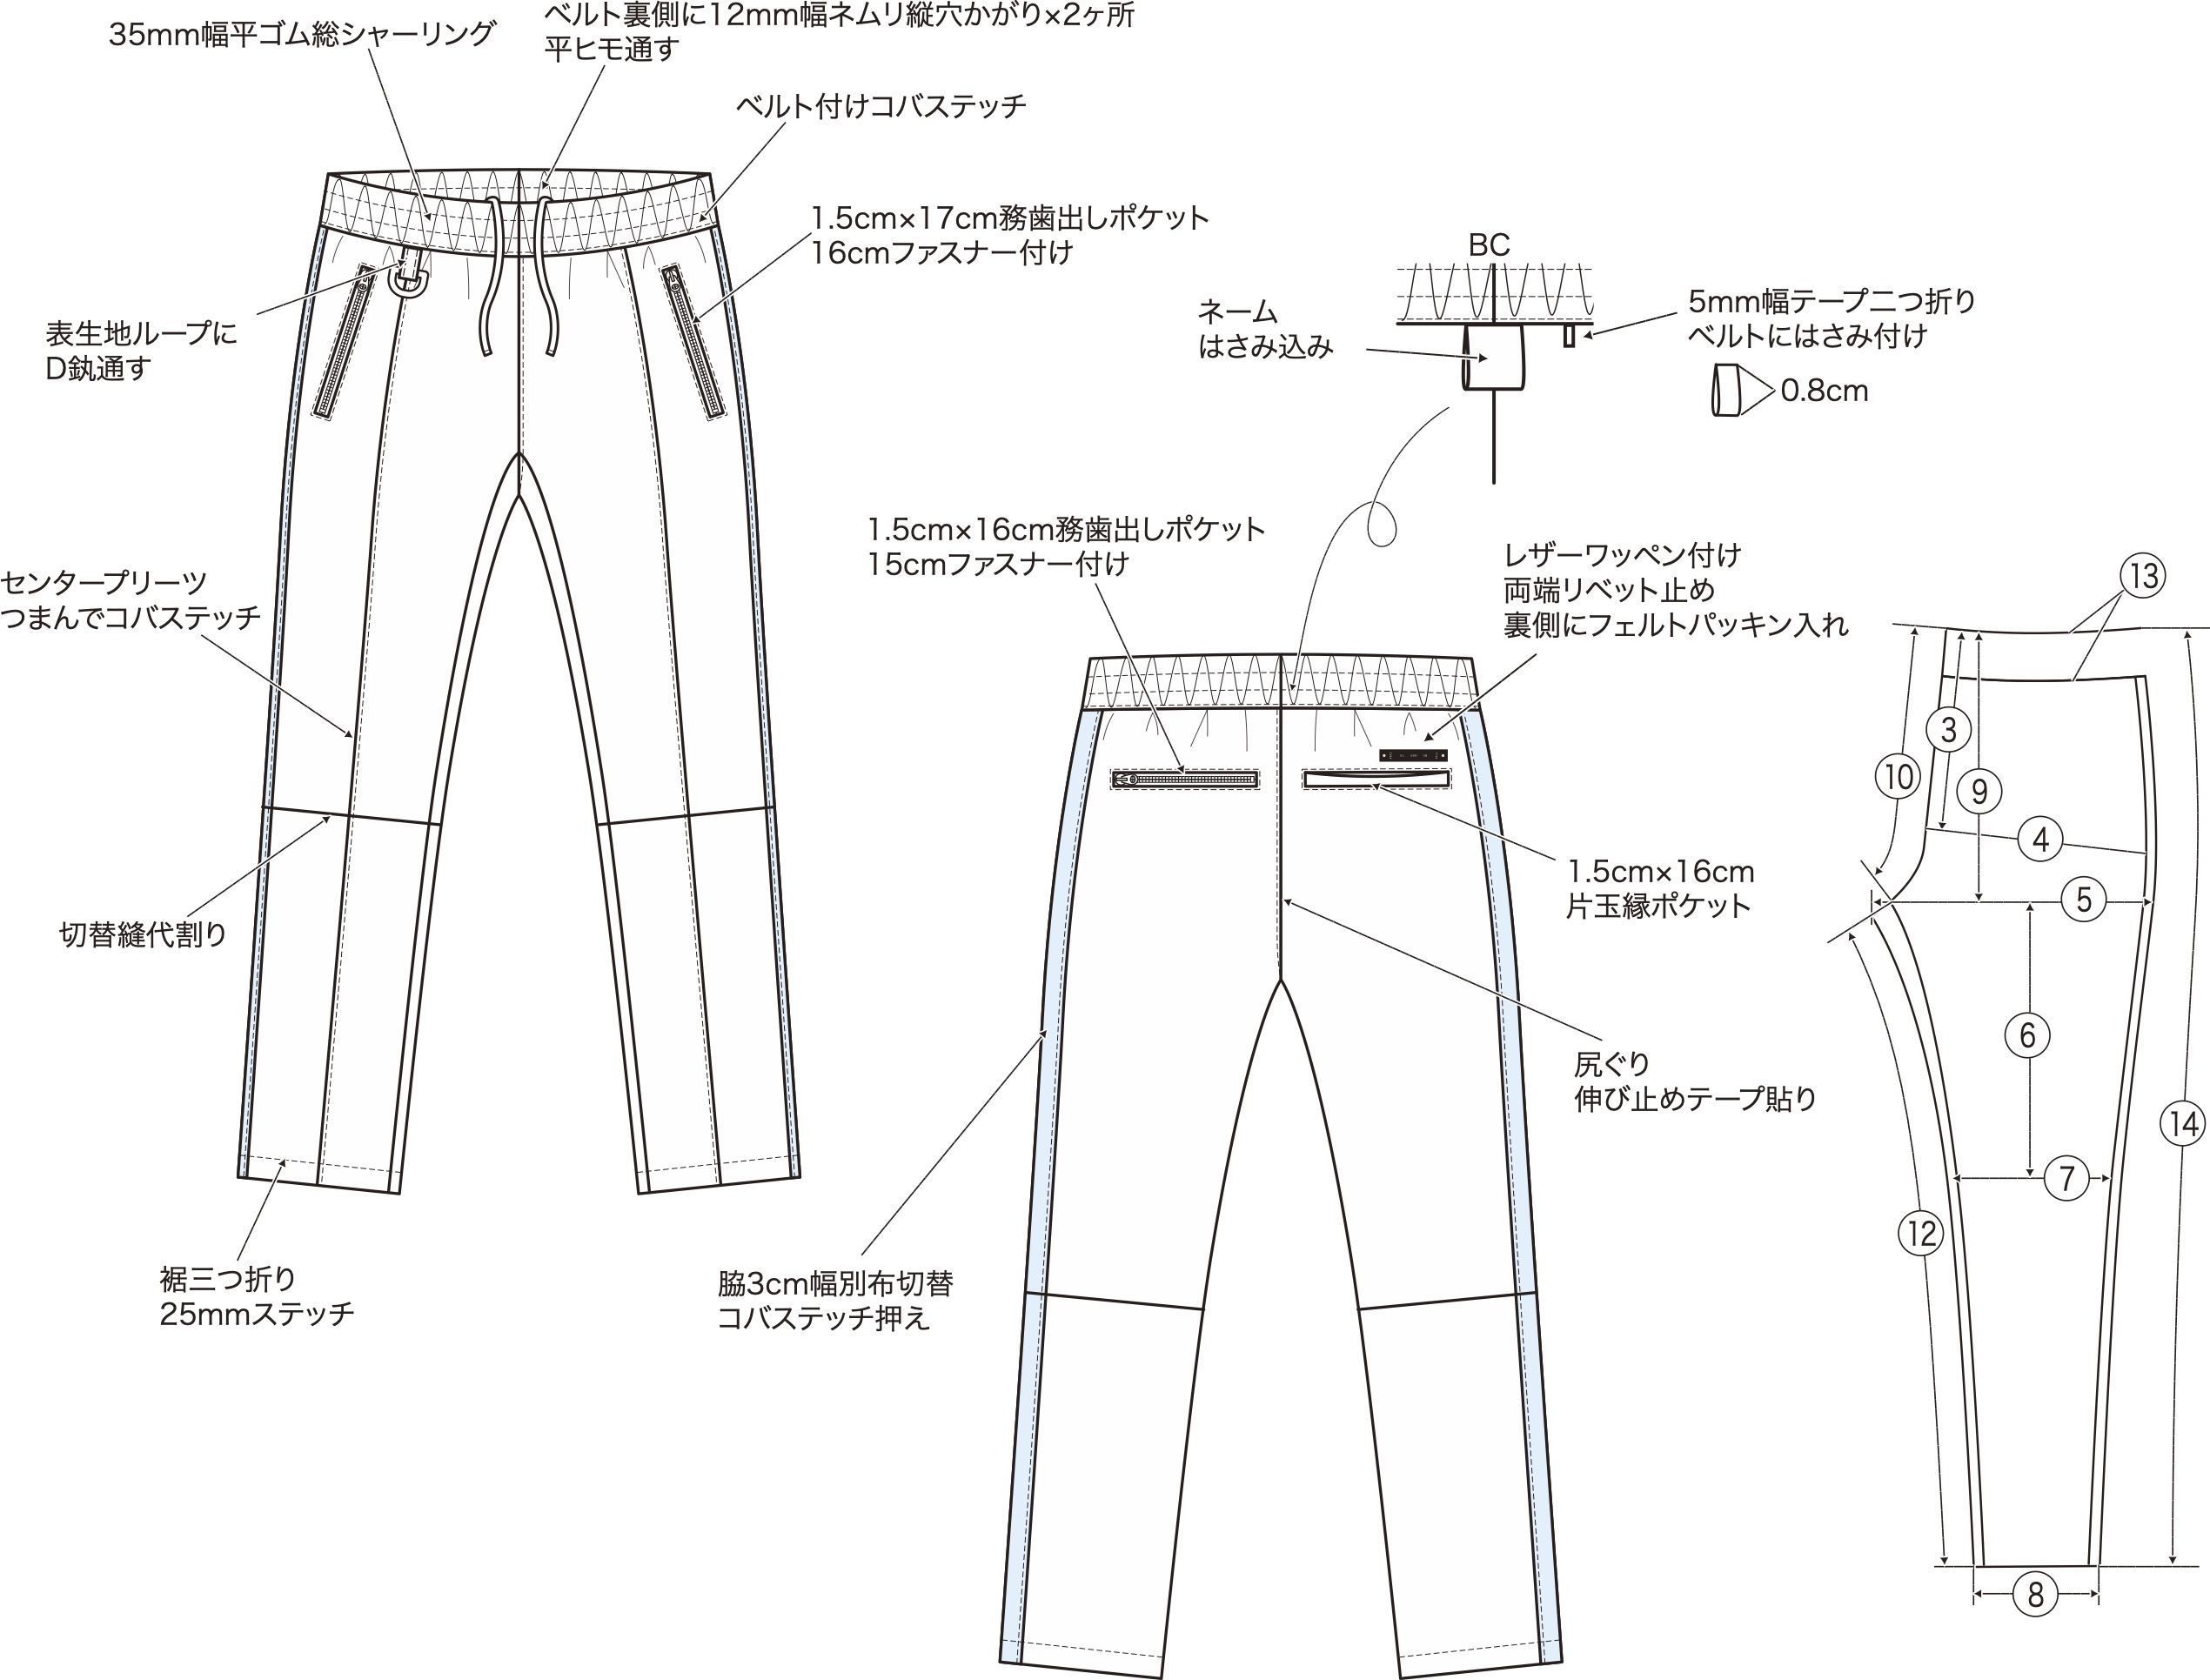 35mm幅平ゴム総シャーリング
ベルト裏側に12mm幅ネムリ縦穴かがり×2ヶ所
平ヒモ通す
ベルト付けコバステッチ
1.5cm×17cm務歯出しポケット
16cmファスナー付け
表生地ループに
D釻通す
センタープリーツ
つまんでコバステッチ
切替縫代割り
裾三つ折り
25mmステッチ
BC
ネーム
はさみ込み
5mm幅テープ二つ折り
ベルトにはさみ付け
0.8cm
1.5cm×16cm務歯出しポケット
15cmファスナー付け
レザーワッペン付け
両端リベット止め
裏側にフェルトパッキン入れ
1.5cm×16cm
片玉縁ポケット
尻ぐり
伸び止めテープ貼り
脇3cm幅別布切替
コバステッチ押え
⑬
③
⑩
⑨
④
⑤
⑥
⑭
⑦
⑫
⑧